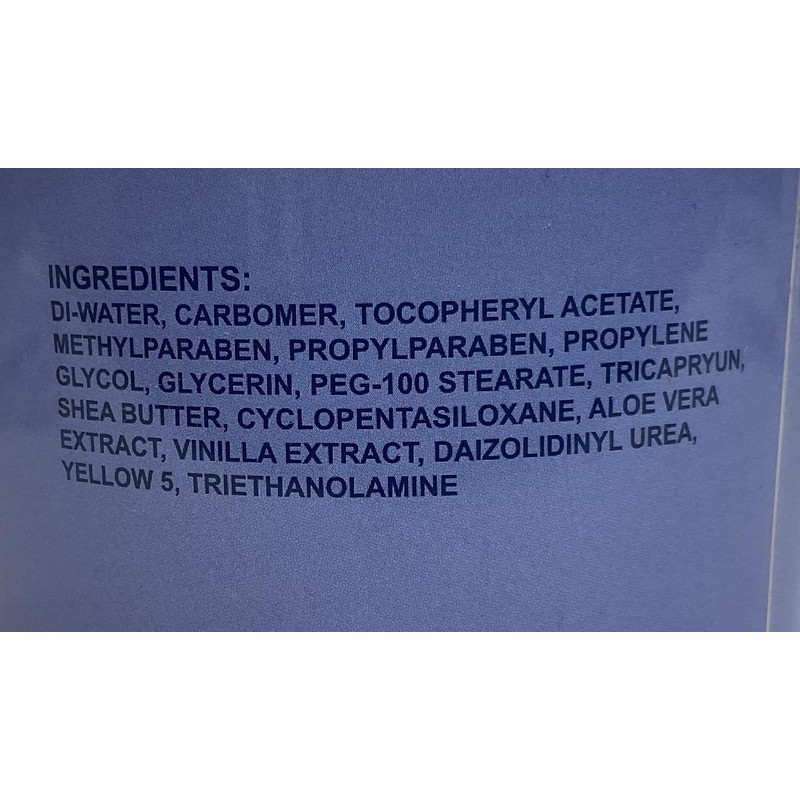 INGREDIENTS:
DI-WATER, CARBOMER, TOCOPHERYL ACETATE,
METHYLPARABEN, PROPYLPARABEN, PROPYLENE
GLYCOL, GLYCERIN, PEG-100 STEARATE, TRICAPRYUN,
SHEA BUTTER, CYCLOPENTASILOXANE, ALOE VERA
EXTRACT, VINILLA EXTRACT, DAIZOLIDINYL UREA,
YELLOW 5, TRIETHANOLAMINE